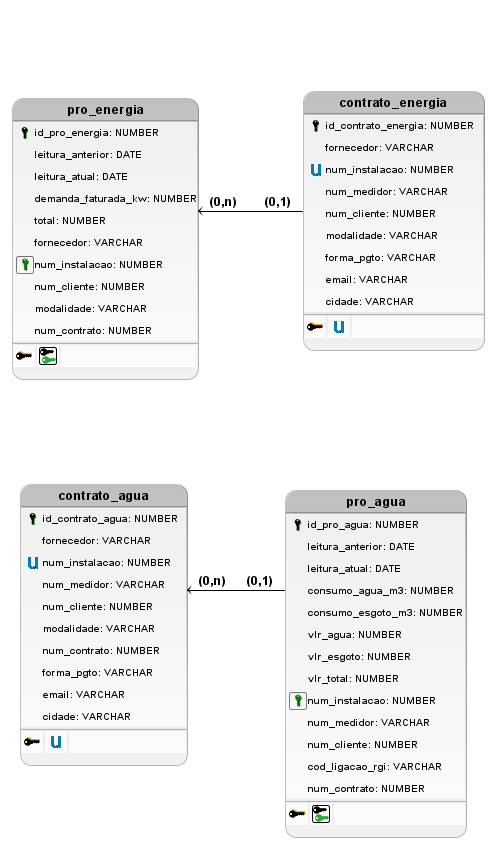 pro_energia
id_pro_energia: NUMBER
leitura_anterior: DATE
leitura_atual: DATE
demanda_faturada_kw: NUMBER
total: NUMBER
fornecedor: VARCHAR
num_instalacao: NUMBER
num_cliente: NUMBER
modalidade: VARCHAR
num_contrato: NUMBER
(0,n) (0,1)
contrato_energia
id_contrato_energia: NUMBER
fornecedor: VARCHAR
U num_instalacao: NUMBER
num_medidor: VARCHAR
num_cliente: NUMBER
modalidade: VARCHAR
forma_pgto: VARCHAR
email: VARCHAR
cidade: VARCHAR
U
contrato_agua
id_contrato_agua: NUMBER
fornecedor: VARCHAR
U num_instalacao: NUMBER
num_medidor: VARCHAR
num_cliente: NUMBER
modalidade: VARCHAR
num_contrato: NUMBER
forma_pgto: VARCHAR
email: VARCHAR
cidade: VARCHAR
U
(0,n) (0,1)
pro_agua
id_pro_agua: NUMBER
leitura_anterior: DATE
leitura_atual: DATE
consumo_agua_m3: NUMBER
consumo_esgoto_m3: NUMBER
vlr_agua: NUMBER
vlr_esgoto: NUMBER
vlr_total: NUMBER
num_instalacao: NUMBER
num_medidor: VARCHAR
num_cliente: NUMBER
cod_ligacao_rgi: VARCHAR
num_contrato: NUMBER